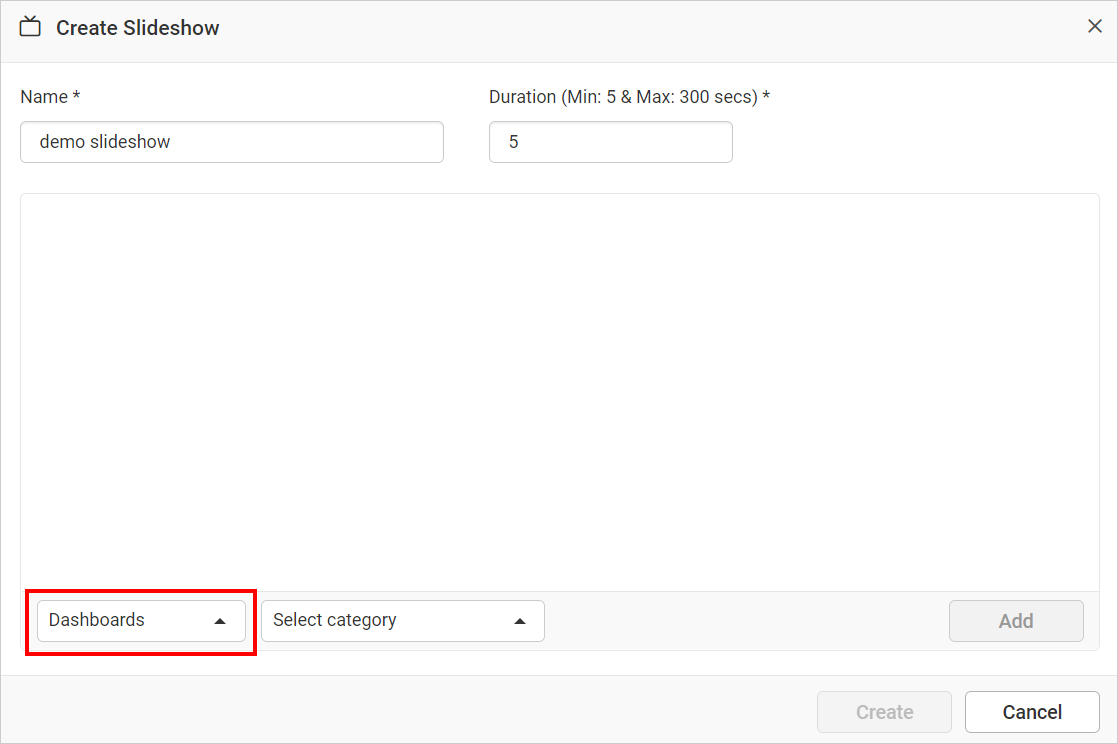 Create Slideshow
Name *
Duration (Min: 5 & Max: 300 secs) *
demo slideshow
5
Dashboards
Select category
Add
Create
Cancel